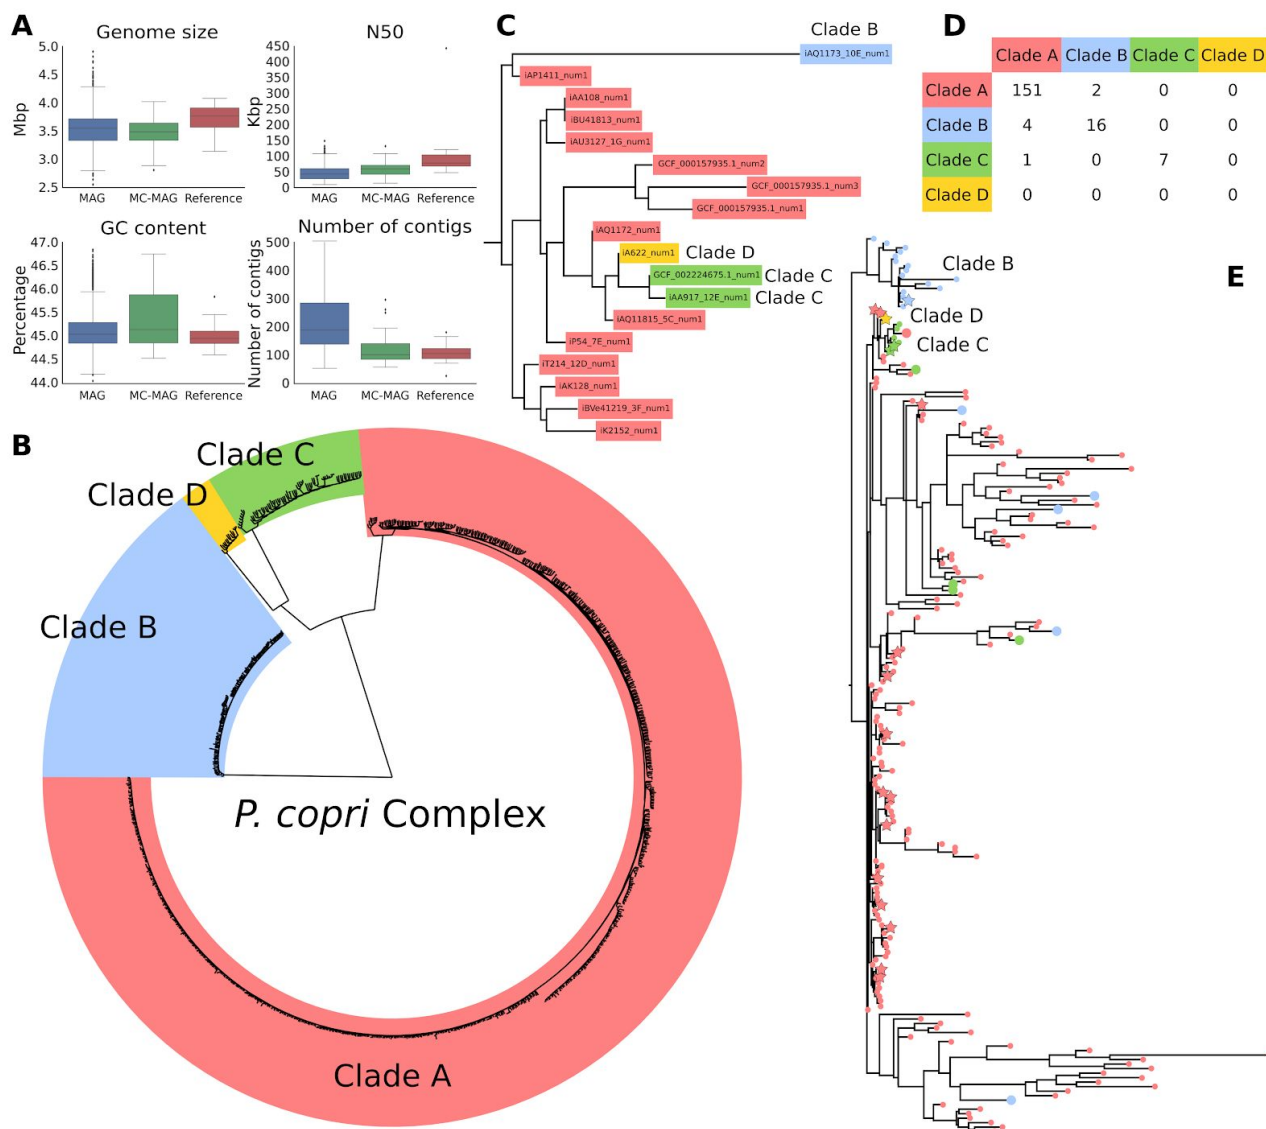 A
Genome size
Mbp
5.0
4.5
4.0
3.5
3.0
2.5
MAG MC-MAG Reference
N50
Kbp
450
400
350
300
250
200
150
100
50
0
MAG MC-MAG Reference
GC content
Percentage
47.0
46.5
46.0
45.5
45.0
44.5
44.0
MAG MC-MAG Reference
Number of contigs
Number of contigs
500
400
300
200
100
0
MAG MC-MAG Reference
B
Clade C
Clade D
Clade B
P. copri Complex
Clade A
C
Clade B
iAQ1173_10E_num1
iAP1411_num1
iAA108_num1
iBU41813_num1
iAU3127_1G_num1
GCF_000157935.1_num2
GCF_000157935.1_num3
GCF_000157935.1_num1
iAQ1172_num1
iA622_num1 Clade D
GCF_002224675.1_num1 Clade C
iAA917_12E_num1 Clade C
iAQ11815_5C_num1
iP54_7E_num1
iT214_12D_num1
iAK128_num1
iBVe41219_3F_num1
iK2152_num1
D
Clade A Clade B Clade C Clade D
Clade A 151 2 0 0
Clade B 4 16 0 0
Clade C 1 0 7 0
Clade D 0 0 0 0
E
Clade B
Clade D
Clade C